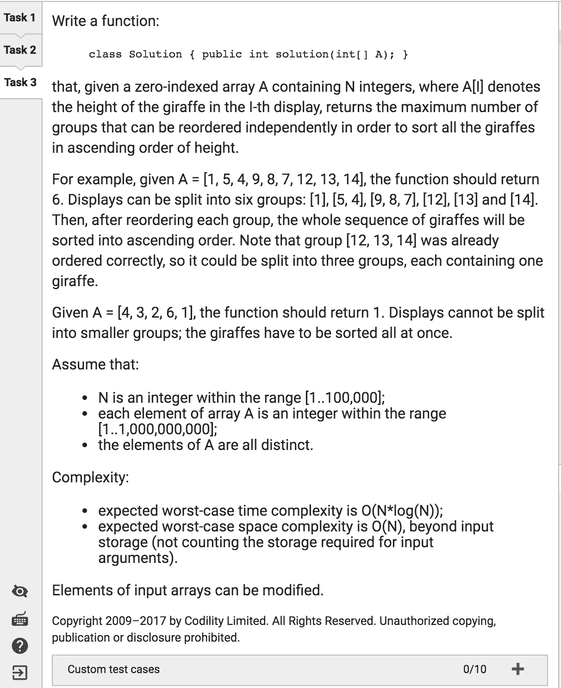 Task 1
Task 2
Task 3
Write a function:
class Solution { public int solution(int[] A); }
that, given a zero-indexed array A containing N integers, where A[I] denotes
the height of the giraffe in the I-th display, returns the maximum number of
groups that can be reordered independently in order to sort all the giraffes
in ascending order of height.
For example, given A = [1, 5, 4, 9, 8, 7, 12, 13, 14], the function should return
6. Displays can be split into six groups: [1], [5, 4], [9, 8, 7], [12], [13] and [14].
Then, after reordering each group, the whole sequence of giraffes will be
sorted into ascending order. Note that group [12, 13, 14] was already
ordered correctly, so it could be split into three groups, each containing one
giraffe.
Given A = [4, 3, 2, 6, 1], the function should return 1. Displays cannot be split
into smaller groups; the giraffes have to be sorted all at once.
Assume that:
• N is an integer within the range [1..100,000];
• each element of array A is an integer within the range
[1..1,000,000,000];
• the elements of A are all distinct.
Complexity:
• expected worst-case time complexity is O(N*log(N));
• expected worst-case space complexity is O(N), beyond input
storage (not counting the storage required for input
arguments).
Elements of input arrays can be modified.
Copyright 2009–2017 by Codility Limited. All Rights Reserved. Unauthorized copying,
publication or disclosure prohibited.
Custom test cases 0/10 +